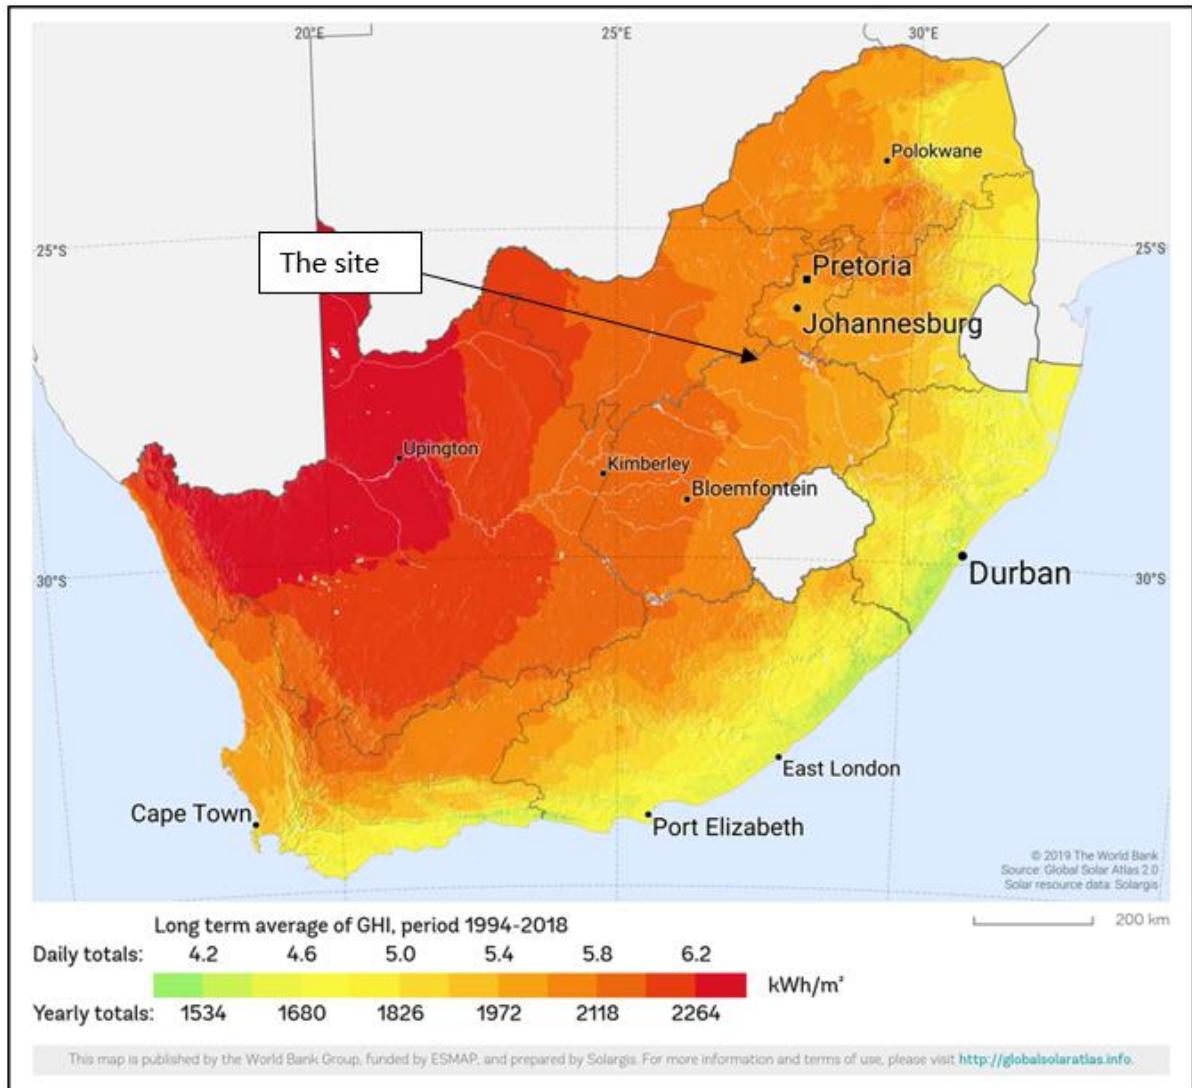 20°E 25°E 30°E
Polokwane
25°S 25°S
The site
Pretoria
Johannesburg
Upington
Kimberley
Bloemfontein
Durban
30°S 30°S
East London
Cape Town
Port Elizabeth
© 2019 The World Bank
Source: Global Solar Atlas 2.0
Solar resource data: Solargis
Long term average of GHI, period 1994-2018
200 km
Daily totals: 4.2 4.6 5.0 5.4 5.8 6.2
kWh/m²
Yearly totals: 1534 1680 1826 1972 2118 2264
This map is published by the World Bank Group, funded by ESMAP, and prepared by Solargis. For more information and terms of use, please visit http://globalsolaratlas.info.